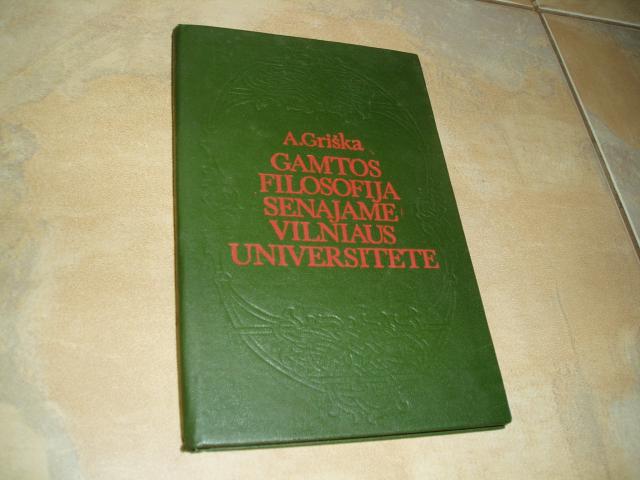 A.Griška
GAMTOS
FILOSOFIJA
SENAJAME
VILNIAUS
UNIVERSITETE